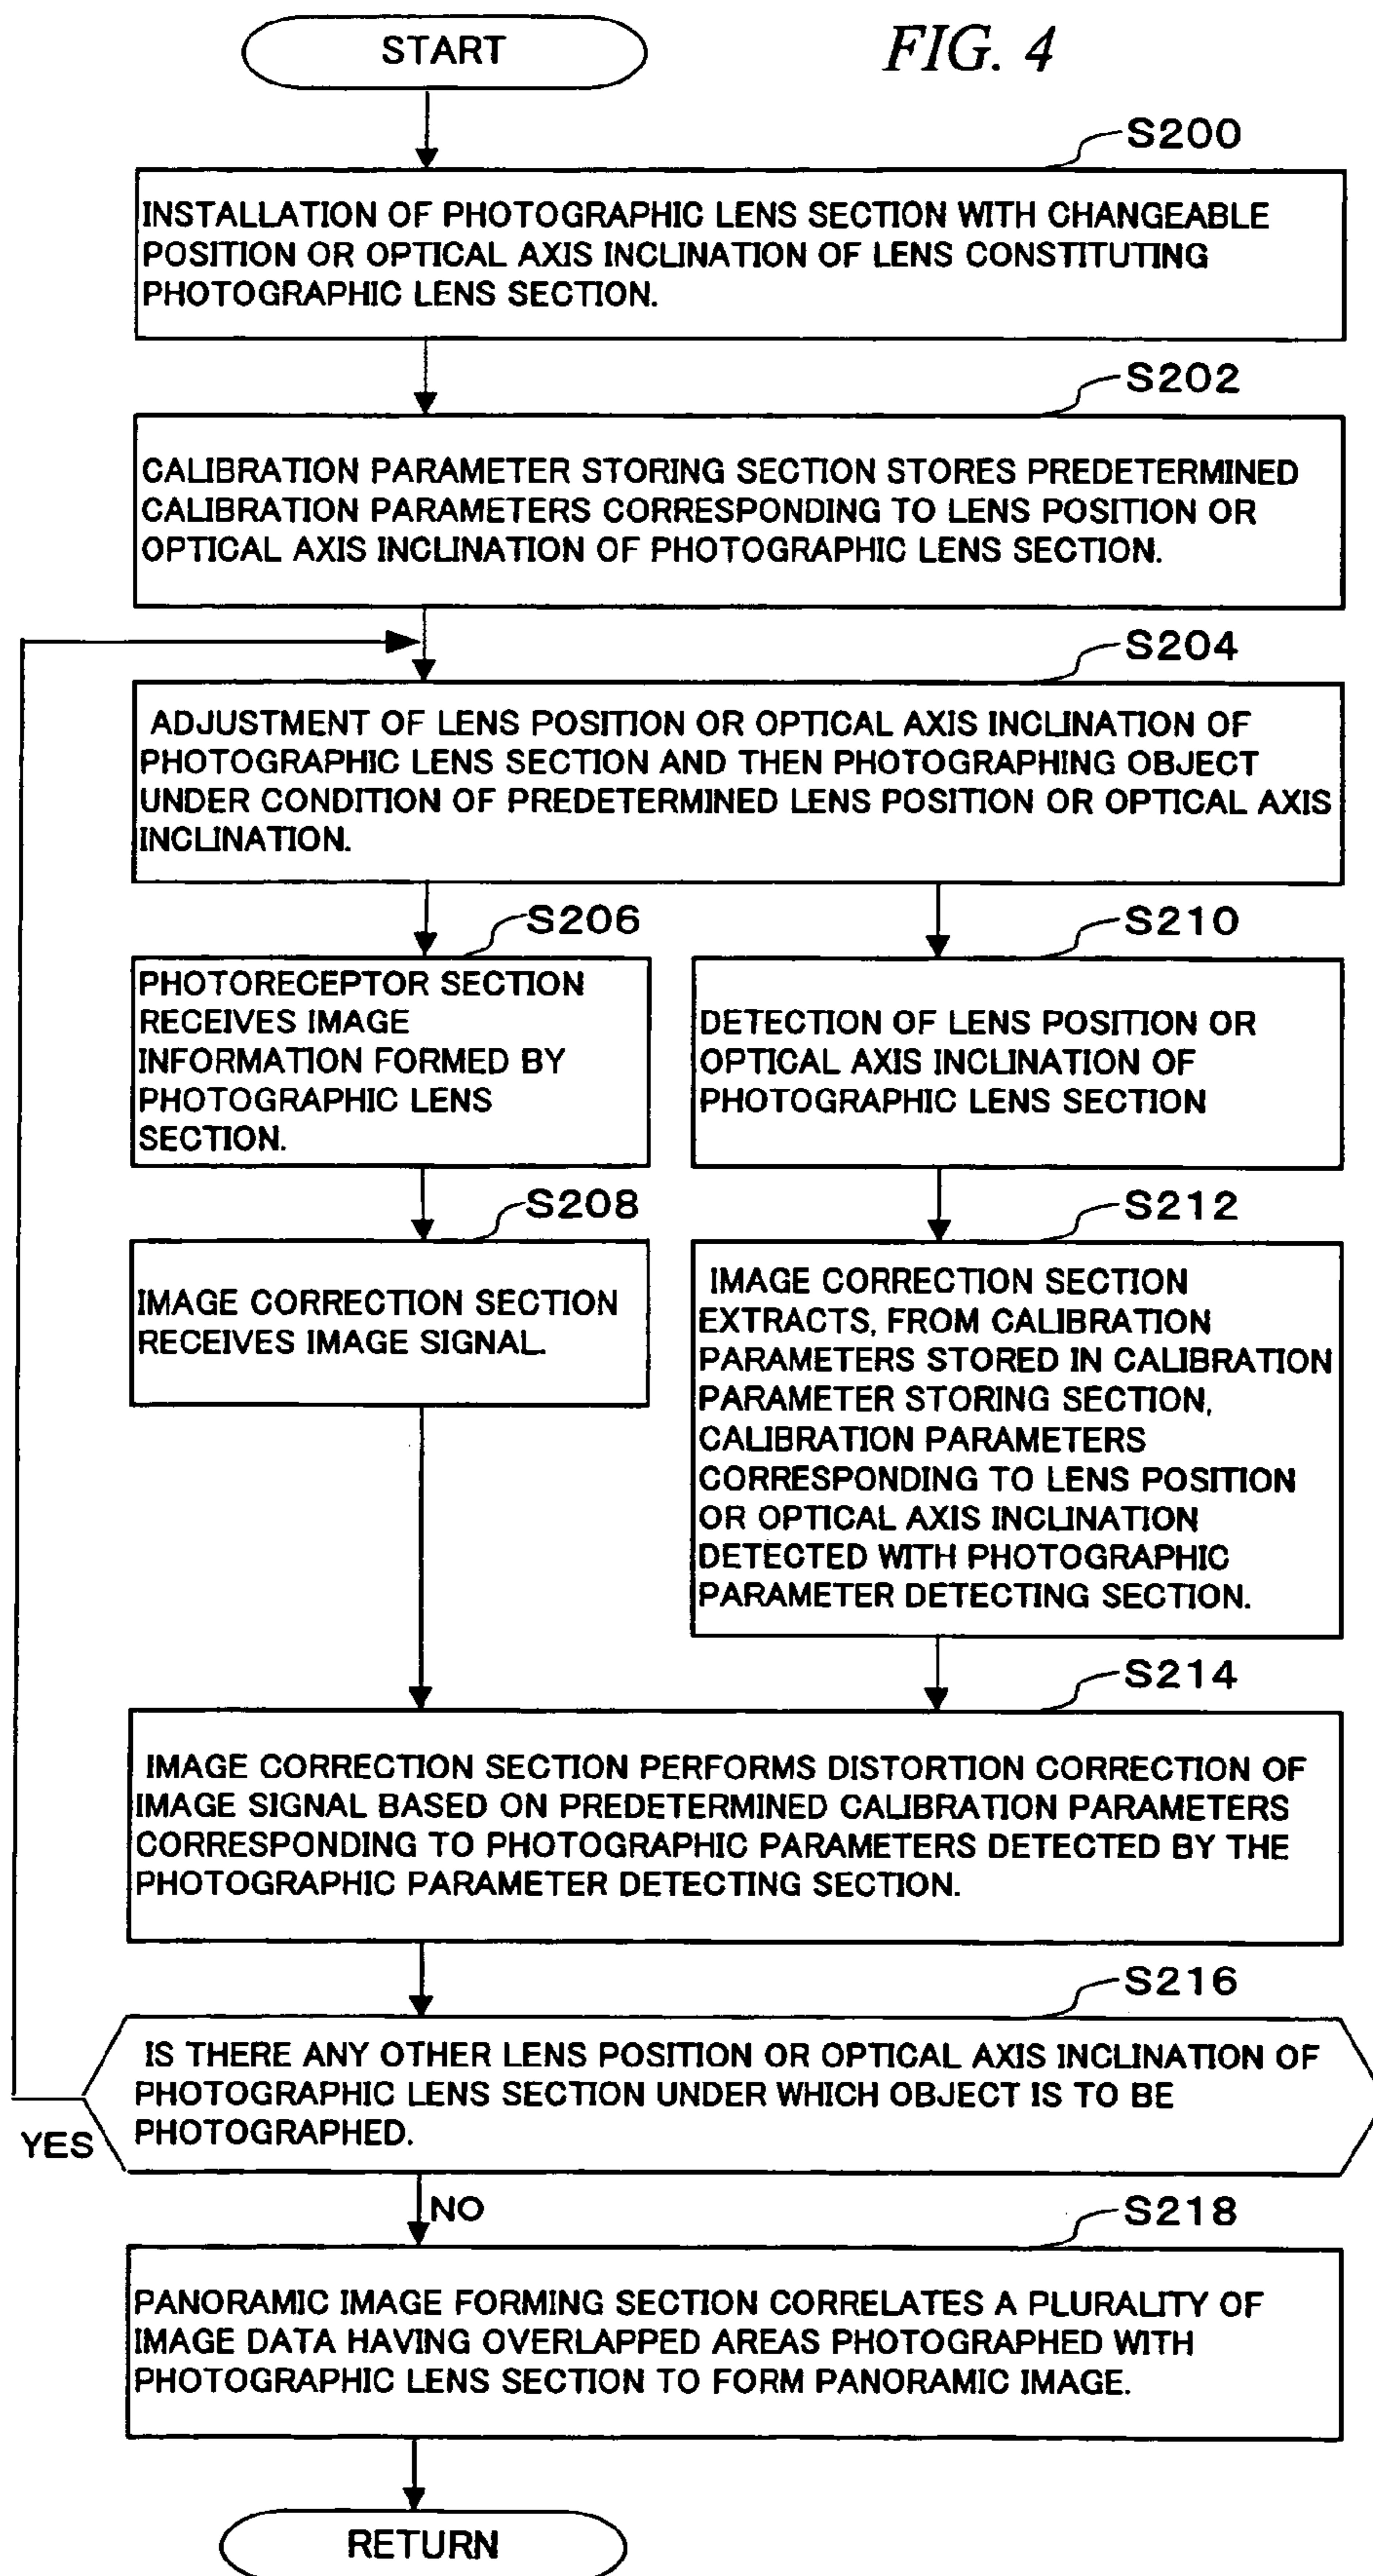 START
FIG. 4
S200
INSTALLATION OF PHOTOGRAPHIC LENS SECTION WITH CHANGEABLE
POSITION OR OPTICAL AXIS INCLINATION OF LENS CONSTITUTING
PHOTOGRAPHIC LENS SECTION.
S202
CALIBRATION PARAMETER STORING SECTION STORES PREDETERMINED
CALIBRATION PARAMETERS CORRESPONDING TO LENS POSITION OR
OPTICAL AXIS INCLINATION OF PHOTOGRAPHIC LENS SECTION.
S204
ADJUSTMENT OF LENS POSITION OR OPTICAL AXIS INCLINATION OF
PHOTOGRAPHIC LENS SECTION AND THEN PHOTOGRAPHING OBJECT
UNDER CONDITION OF PREDETERMINED LENS POSITION OR OPTICAL AXIS
INCLINATION.
S206
PHOTORECEPTOR SECTION
RECEIVES IMAGE
INFORMATION FORMED BY
PHOTOGRAPHIC LENS
SECTION.
S208
IMAGE CORRECTION SECTION
RECEIVES IMAGE SIGNAL.
S210
DETECTION OF LENS POSITION OR
OPTICAL AXIS INCLINATION OF
PHOTOGRAPHIC LENS SECTION
S212
IMAGE CORRECTION SECTION
EXTRACTS, FROM CALIBRATION
PARAMETERS STORED IN CALIBRATION
PARAMETER STORING SECTION,
CALIBRATION PARAMETERS
CORRESPONDING TO LENS POSITION
OR OPTICAL AXIS INCLINATION
DETECTED WITH PHOTOGRAPHIC
PARAMETER DETECTING SECTION.
S214
IMAGE CORRECTION SECTION PERFORMS DISTORTION CORRECTION OF
IMAGE SIGNAL BASED ON PREDETERMINED CALIBRATION PARAMETERS
CORRESPONDING TO PHOTOGRAPHIC PARAMETERS DETECTED BY THE
PHOTOGRAPHIC PARAMETER DETECTING SECTION.
S216
IS THERE ANY OTHER LENS POSITION OR OPTICAL AXIS INCLINATION OF
PHOTOGRAPHIC LENS SECTION UNDER WHICH OBJECT IS TO BE
PHOTOGRAPHED.
YES
NO
S218
PANORAMIC IMAGE FORMING SECTION CORRELATES A PLURALITY OF
IMAGE DATA HAVING OVERLAPPED AREAS PHOTOGRAPHED WITH
PHOTOGRAPHIC LENS SECTION TO FORM PANORAMIC IMAGE.
RETURN